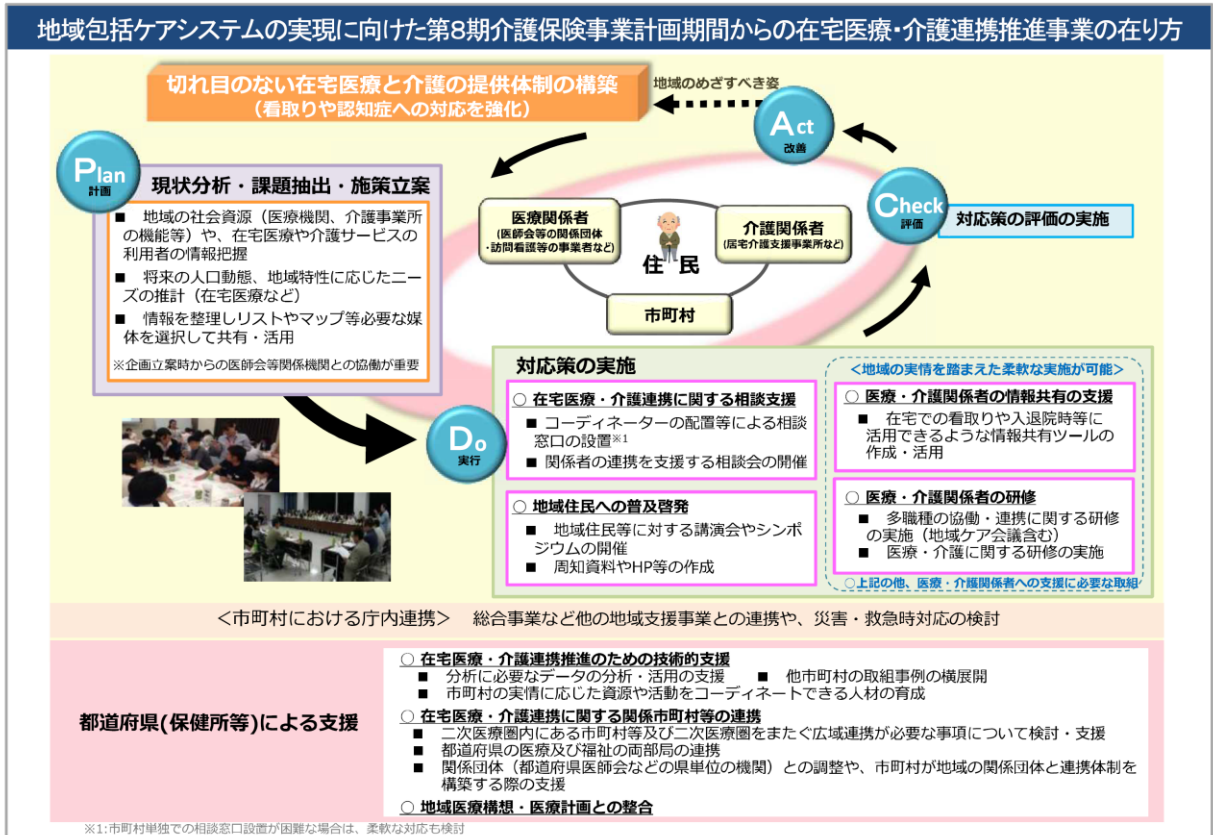 地域包括ケアシステムの実現に向けた第8期介護保険事業計画期間からの在宅医療・介護連携推進事業の在り方
切れ目のない在宅医療と介護の提供体制の構築
（看取りや認知症への対応を強化）
地域のめざすべき姿
Act
改善
Plan
計画
現状分析・課題抽出・施策立案
■ 地域の社会資源（医療機関、介護事業所
の機能等）や、在宅医療や介護サービスの
利用者の情報把握
■ 将来の人口動態、地域特性に応じたニー
ズの推計（在宅医療など）
■ 情報を整理しリストやマップ等必要な媒
体を選択して共有・活用
※企画立案時からの医師会等関係機関との協働が重要
医療関係者
(医師会等の関係団体
・訪問看護等の事業者など)
介護関係者
(居宅介護支援事業所など)
住民
市町村
Check
評価
対応策の評価の実施
Do
実行
対応策の実施
○ 在宅医療・介護連携に関する相談支援
■ コーディネーターの配置等による相談
窓口の設置※1
■ 関係者の連携を支援する相談会の開催
○ 地域住民への普及啓発
■ 地域住民等に対する講演会やシンポ
ジウムの開催
■ 周知資料やHP等の作成
＜地域の実情を踏まえた柔軟な実施が可能＞
○ 医療・介護関係者の情報共有の支援
■ 在宅での看取りや入退院時等に
活用できるような情報共有ツールの
作成・活用
○ 医療・介護関係者の研修
■ 多職種の協働・連携に関する研修
の実施（地域ケア会議含む）
■ 医療・介護に関する研修の実施
○上記の他、医療・介護関係者への支援に必要な取組
＜市町村における庁内連携＞ 総合事業など他の地域支援事業との連携や、災害・救急時対応の検討
都道府県(保健所等)による支援
○ 在宅医療・介護連携推進のための技術的支援
■ 分析に必要なデータの分析・活用の支援 ■ 他市町村の取組事例の横展開
■ 市町村の実情に応じた資源や活動をコーディネートできる人材の育成
○ 在宅医療・介護連携に関する関係市町村等の連携
■ 二次医療圏内にある市町村等及び二次医療圏をまたぐ広域連携が必要な事項について検討・支援
■ 都道府県の医療及び福祉の両部局の連携
■ 関係団体（都道府県医師会などの県単位の機関）との調整や、市町村が地域の関係団体と連携体制を
構築する際の支援
○ 地域医療構想・医療計画との整合
※1:市町村単独での相談窓口設置が困難な場合は、柔軟な対応も検討